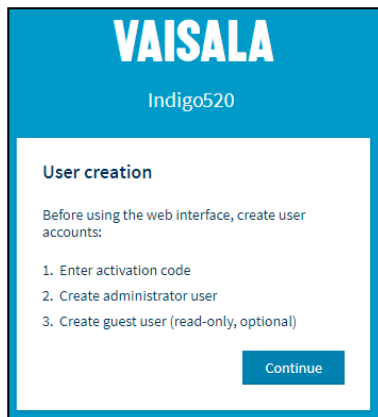 VAISALA
Indigo520
User creation
Before using the web interface, create user
accounts:
1. Enter activation code
2. Create administrator user
3. Create guest user (read-only, optional)
Continue